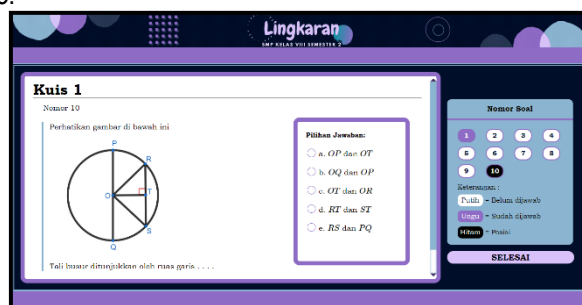 Lingkaran
SMP KELAS VIII SEMESTER 2
Kuis 1
Nomor 10
Perhatikan gambar di bawah ini
P
R
O
T
S
Q
Tali busur ditunjukkan oleh ruas garis . . . .
Pilihan Jawaban:
a. OP dan OT
b. OQ dan OP
c. OT dan OR
d. RT dan ST
e. RS dan PQ
Nomor Soal
1 2 3 4
5 6 7 8
9 10
Keterangan :
Putih = Belum dijawab
Ungu = Sudah dijawab
Hitam = Posisi
SELESAI